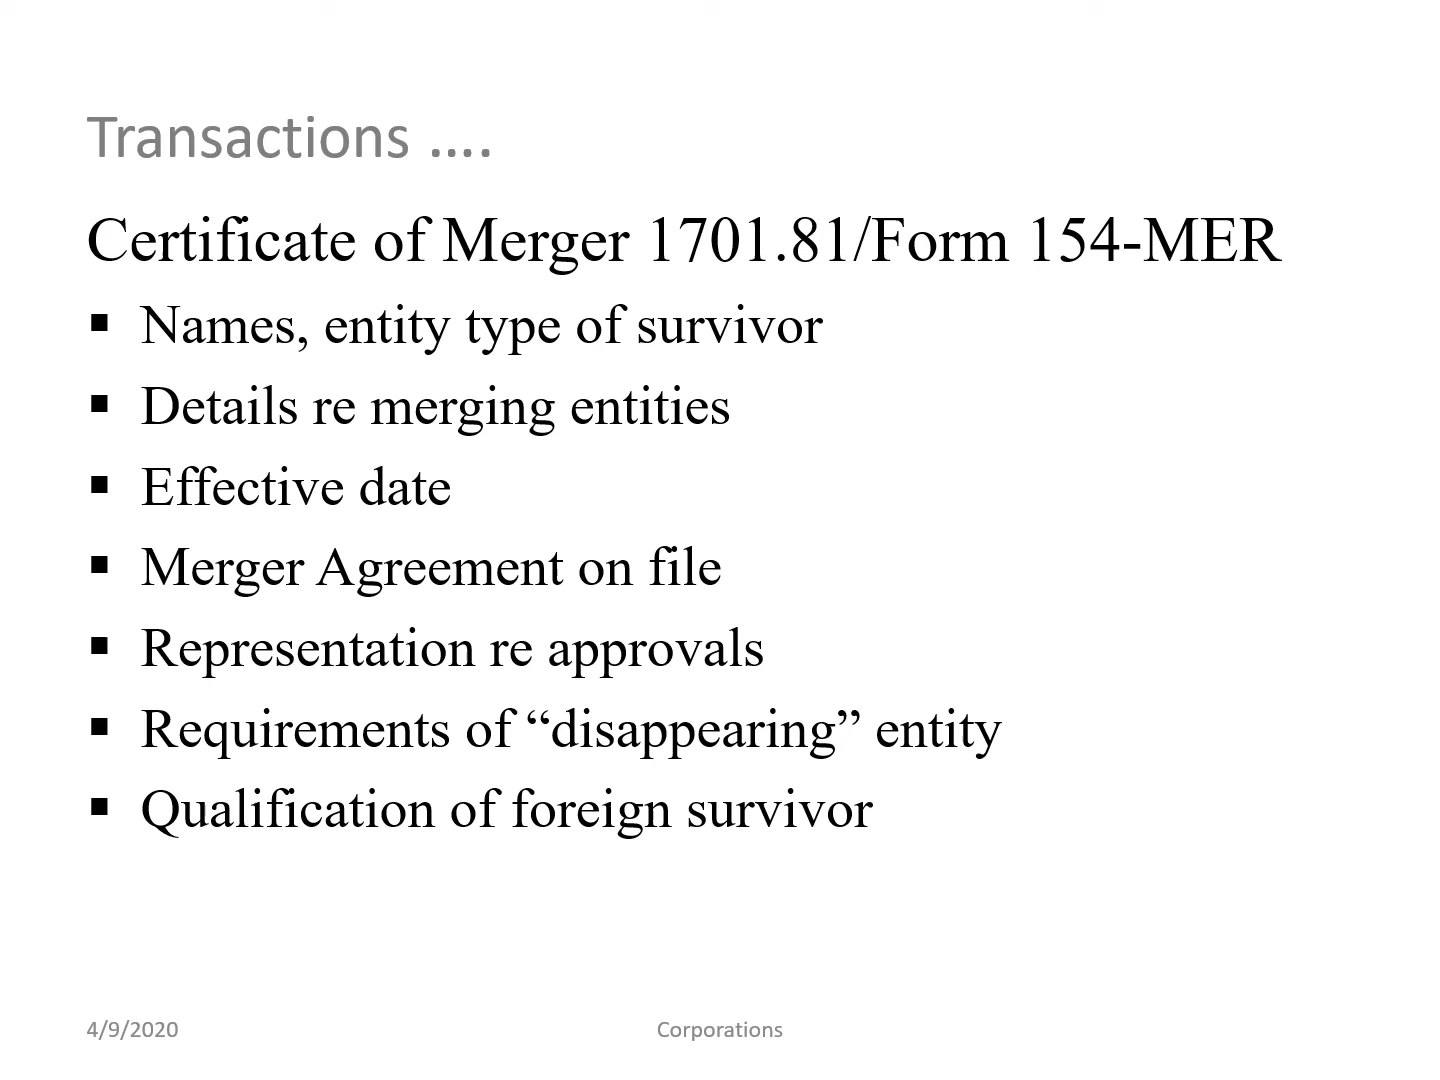 Transactions ….
Certificate of Merger 1701.81/Form 154-MER
▪ Names, entity type of survivor
▪ Details re merging entities
▪ Effective date
▪ Merger Agreement on file
▪ Representation re approvals
▪ Requirements of “disappearing” entity
▪ Qualification of foreign survivor
4/9/2020
Corporations